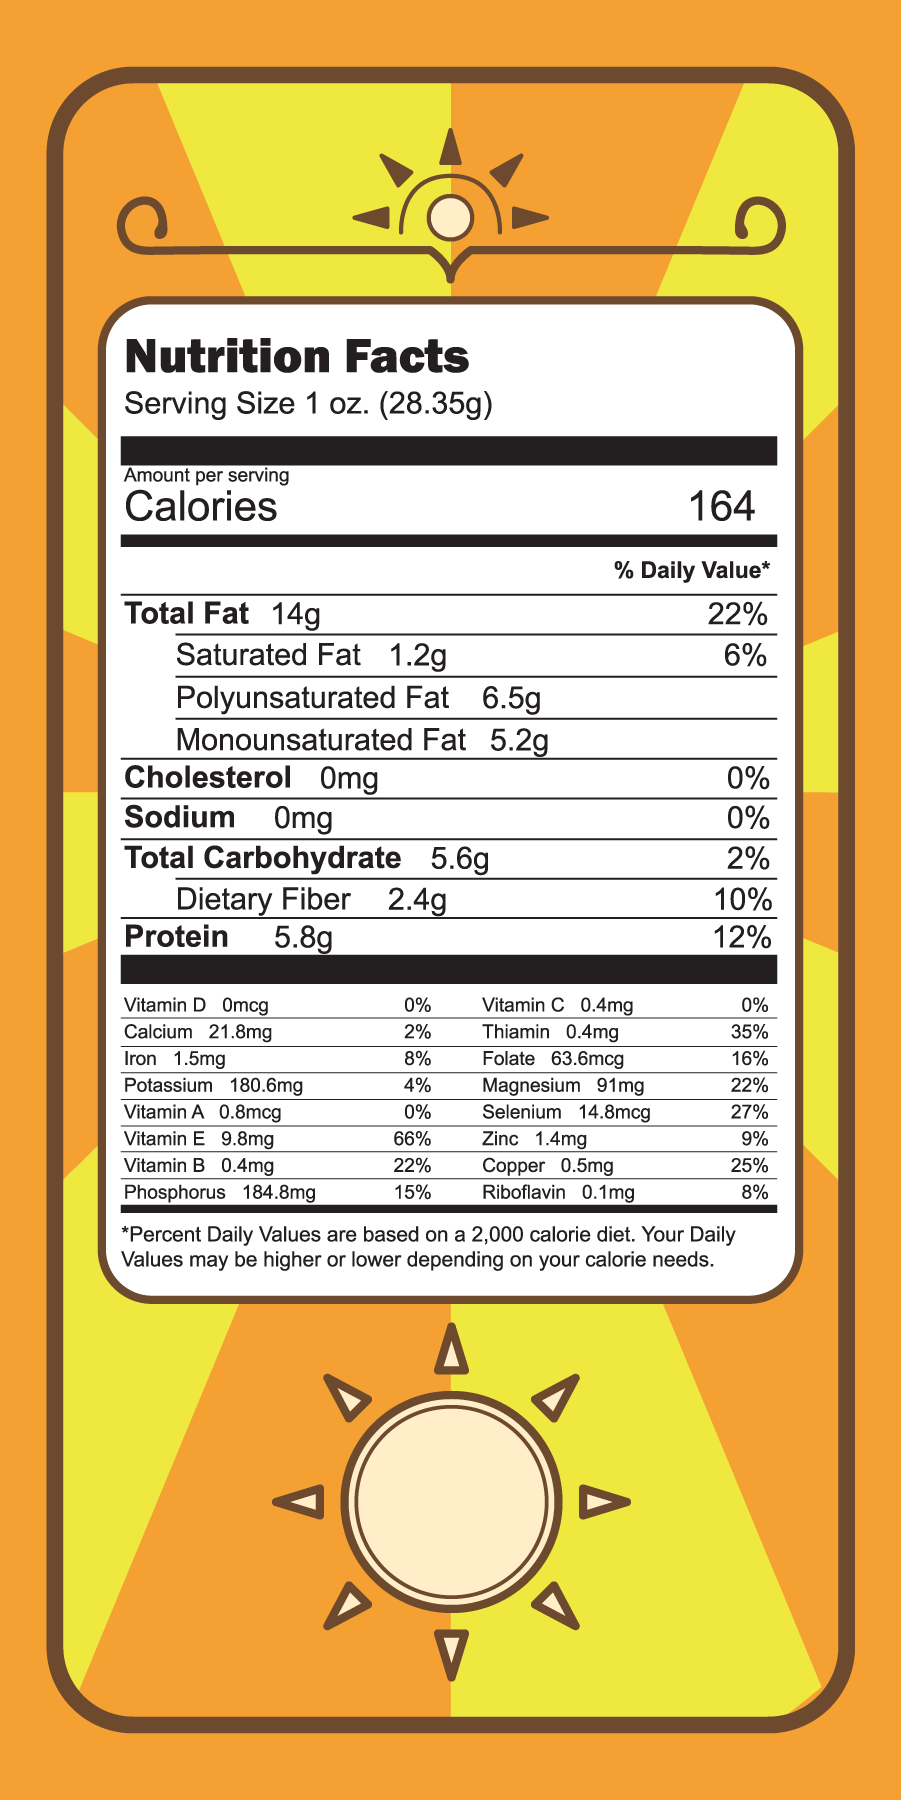 Nutrition Facts
Serving Size 1 oz. (28.35g)
Amount per serving
Calories 164
% Daily Value*
Total Fat 14g 22%
Saturated Fat 1.2g 6%
Polyunsaturated Fat 6.5g
Monounsaturated Fat 5.2g
Cholesterol 0mg 0%
Sodium 0mg 0%
Total Carbohydrate 5.6g 2%
Dietary Fiber 2.4g 10%
Protein 5.8g 12%
Vitamin D 0mcg 0% Vitamin C 0.4mg 0%
Calcium 21.8mg 2% Thiamin 0.4mg 35%
Iron 1.5mg 8% Folate 63.6mcg 16%
Potassium 180.6mg 4% Magnesium 91mg 22%
Vitamin A 0.8mcg 0% Selenium 14.8mcg 27%
Vitamin E 9.8mg 66% Zinc 1.4mg 9%
Vitamin B 0.4mg 22% Copper 0.5mg 25%
Phosphorus 184.8mg 15% Riboflavin 0.1mg 8%
*Percent Daily Values are based on a 2,000 calorie diet. Your Daily
Values may be higher or lower depending on your calorie needs.